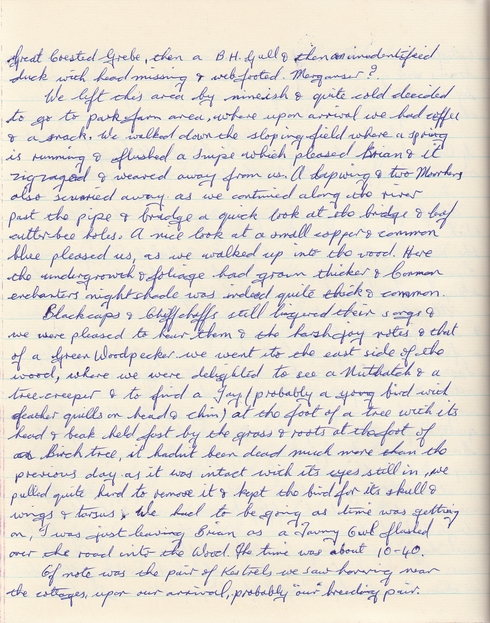 Great Crested Grebe, then a B.H. Gull & then an unidentified
duck with head missing & webfooted. Merganser?
We left this area by nineish & quite cold decided
to go to park farm area, where upon arrival we had coffee
& a snack. We walked down the sloping field where a spring
is running & flushed a Snipe which pleased Brian & it
zigzaged & weaved away from us. A Lapwing & two Moorhens
also scurried away as we continued along the river
past the pipe & bridge a quick look at the bridge & leaf
cutter bee holes. A nice look at a small copper & common
blue pleased us, as we walked up into the wood. Here
the undergrowth & foliage had grown thicker & Common
enchanters nightshade was indeed quite thick & common.
Blackcaps & Chiffchaffs still lingered their songs &
we were pleased to hear them & the harsh jay notes & that
of a Green Woodpecker we went to the east side of the
wood, where we were delighted to see a Nuthatch & a
tree-creeper & to find a Jay (probably a young bird with
feather quills on head & chin) at the foot of a tree with its
head & beak held fast by the grass & roots at the foot of
a Birch tree, it hadn't been dead much more than the
previous day as it was intact with its eyes still in, we
pulled quite hard to remove it & kept the bird for its skull &
wings & tarsus. We had to be going as time was getting
on, I was just leaving Brian as a Tawny Owl flashed
over the road into the Wood. The time was about 10-40.
Of note was the pair of Kestrels we saw hovering near
the cottages, upon our arrival, probably "our" breeding pair.